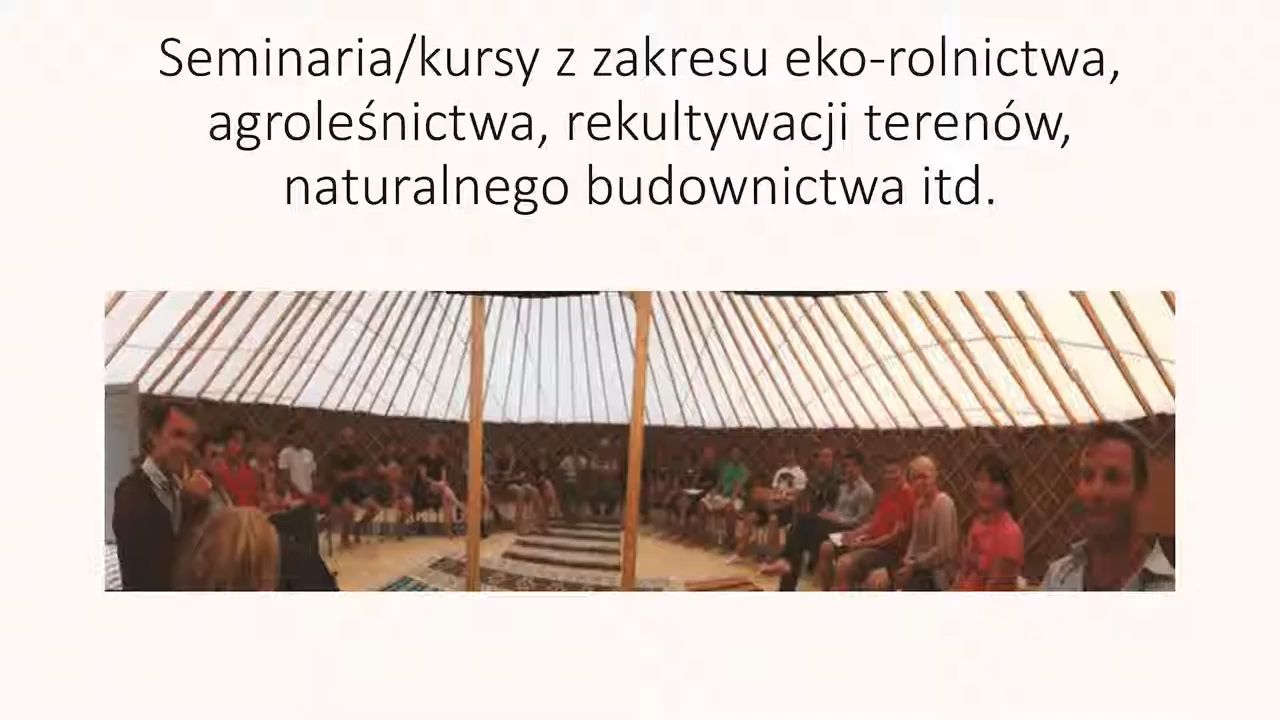 Seminaria/kursy z zakresu eko-rolnictwa,
agroleśnictwa, rekultywacji terenów,
naturalnego budownictwa itd.